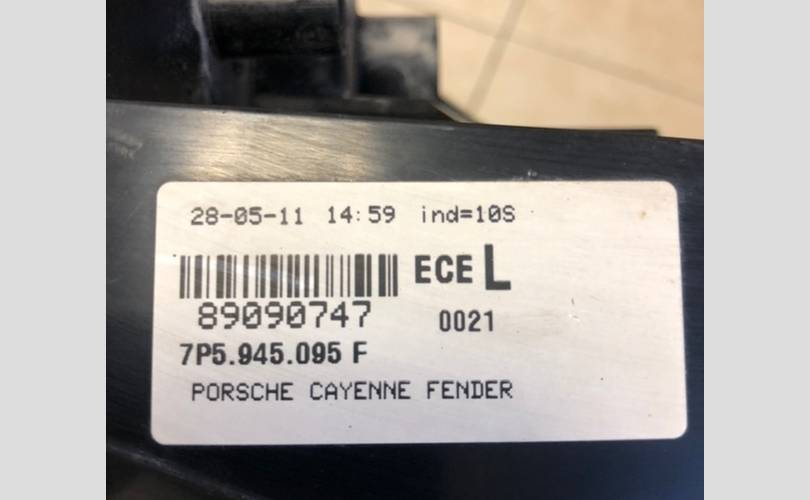 28-05-11 14:59 ind=10S
ECE L
89090747 0021
7P5.945.095 F
PORSCHE CAYENNE FENDER